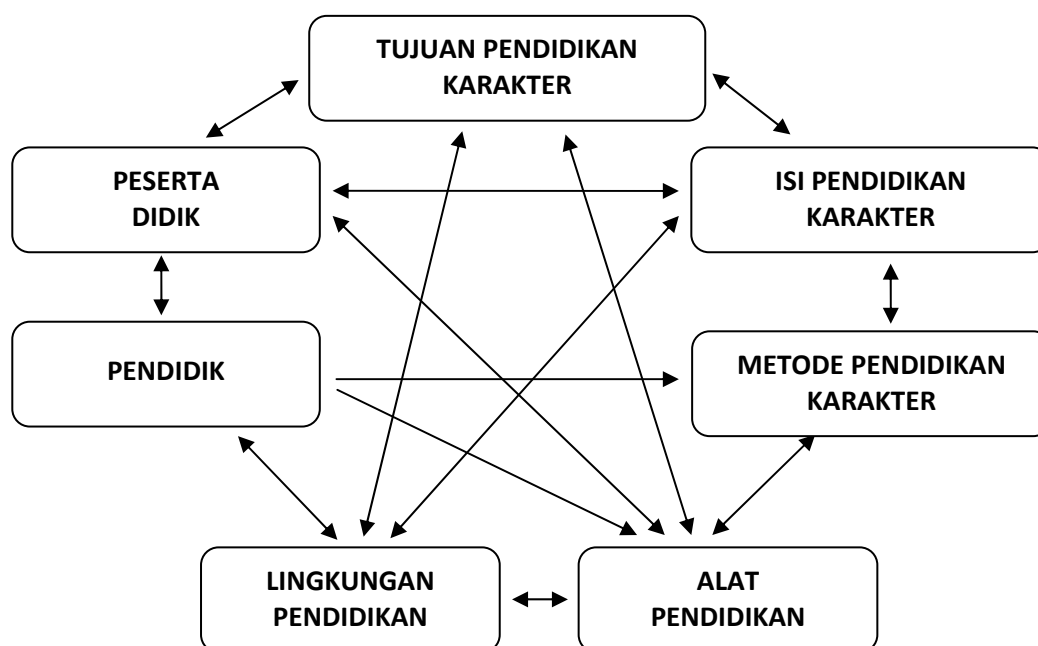 TUJUAN PENDIDIKAN
KARAKTER
PESERTA
DIDIK
ISI PENDIDIKAN
KARAKTER
PENDIDIK
METODE PENDIDIKAN
KARAKTER
LINGKUNGAN
PENDIDIKAN
ALAT
PENDIDIKAN